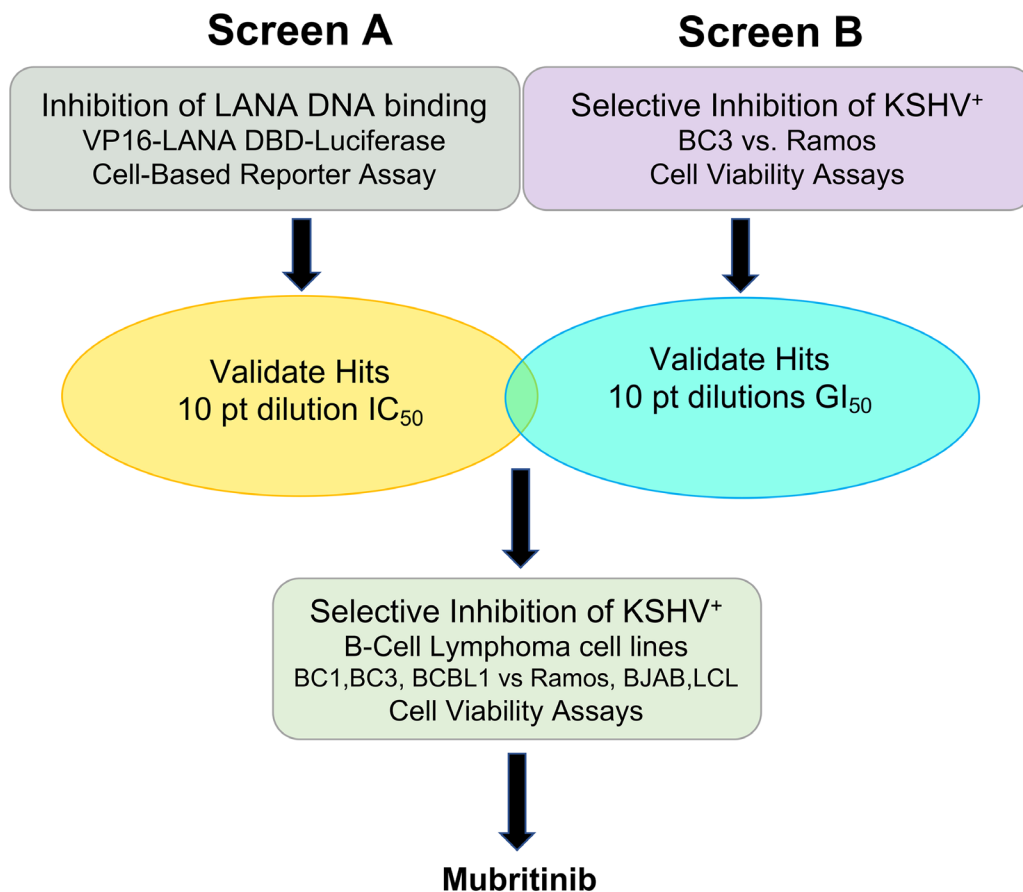 Screen A
Screen B
Inhibition of LANA DNA binding
VP16-LANA DBD-Luciferase
Cell-Based Reporter Assay
Selective Inhibition of KSHV⁺
BC3 vs. Ramos
Cell Viability Assays
Validate Hits
10 pt dilution IC₅₀
Validate Hits
10 pt dilutions GI₅₀
Selective Inhibition of KSHV⁺
B-Cell Lymphoma cell lines
BC1,BC3, BCBL1 vs Ramos, BJAB,LCL
Cell Viability Assays
Mubritinib